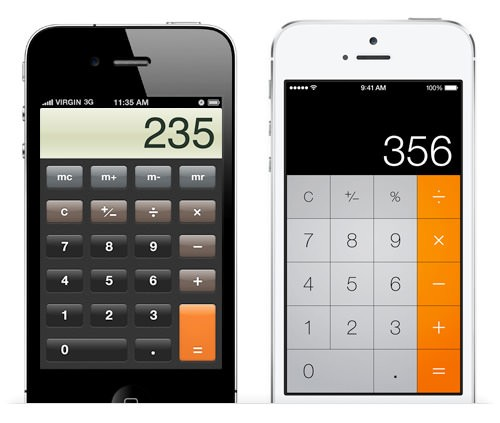 VIRGIN 3G 11:35 AM
235
mc m+ m- mr
c +/− ÷ ×
7 8 9 −
4 5 6 +
1 2 3
0 . =
9:41 AM 100%
356
C +/− % ÷
7 8 9 ×
4 5 6 −
1 2 3 +
0 . =